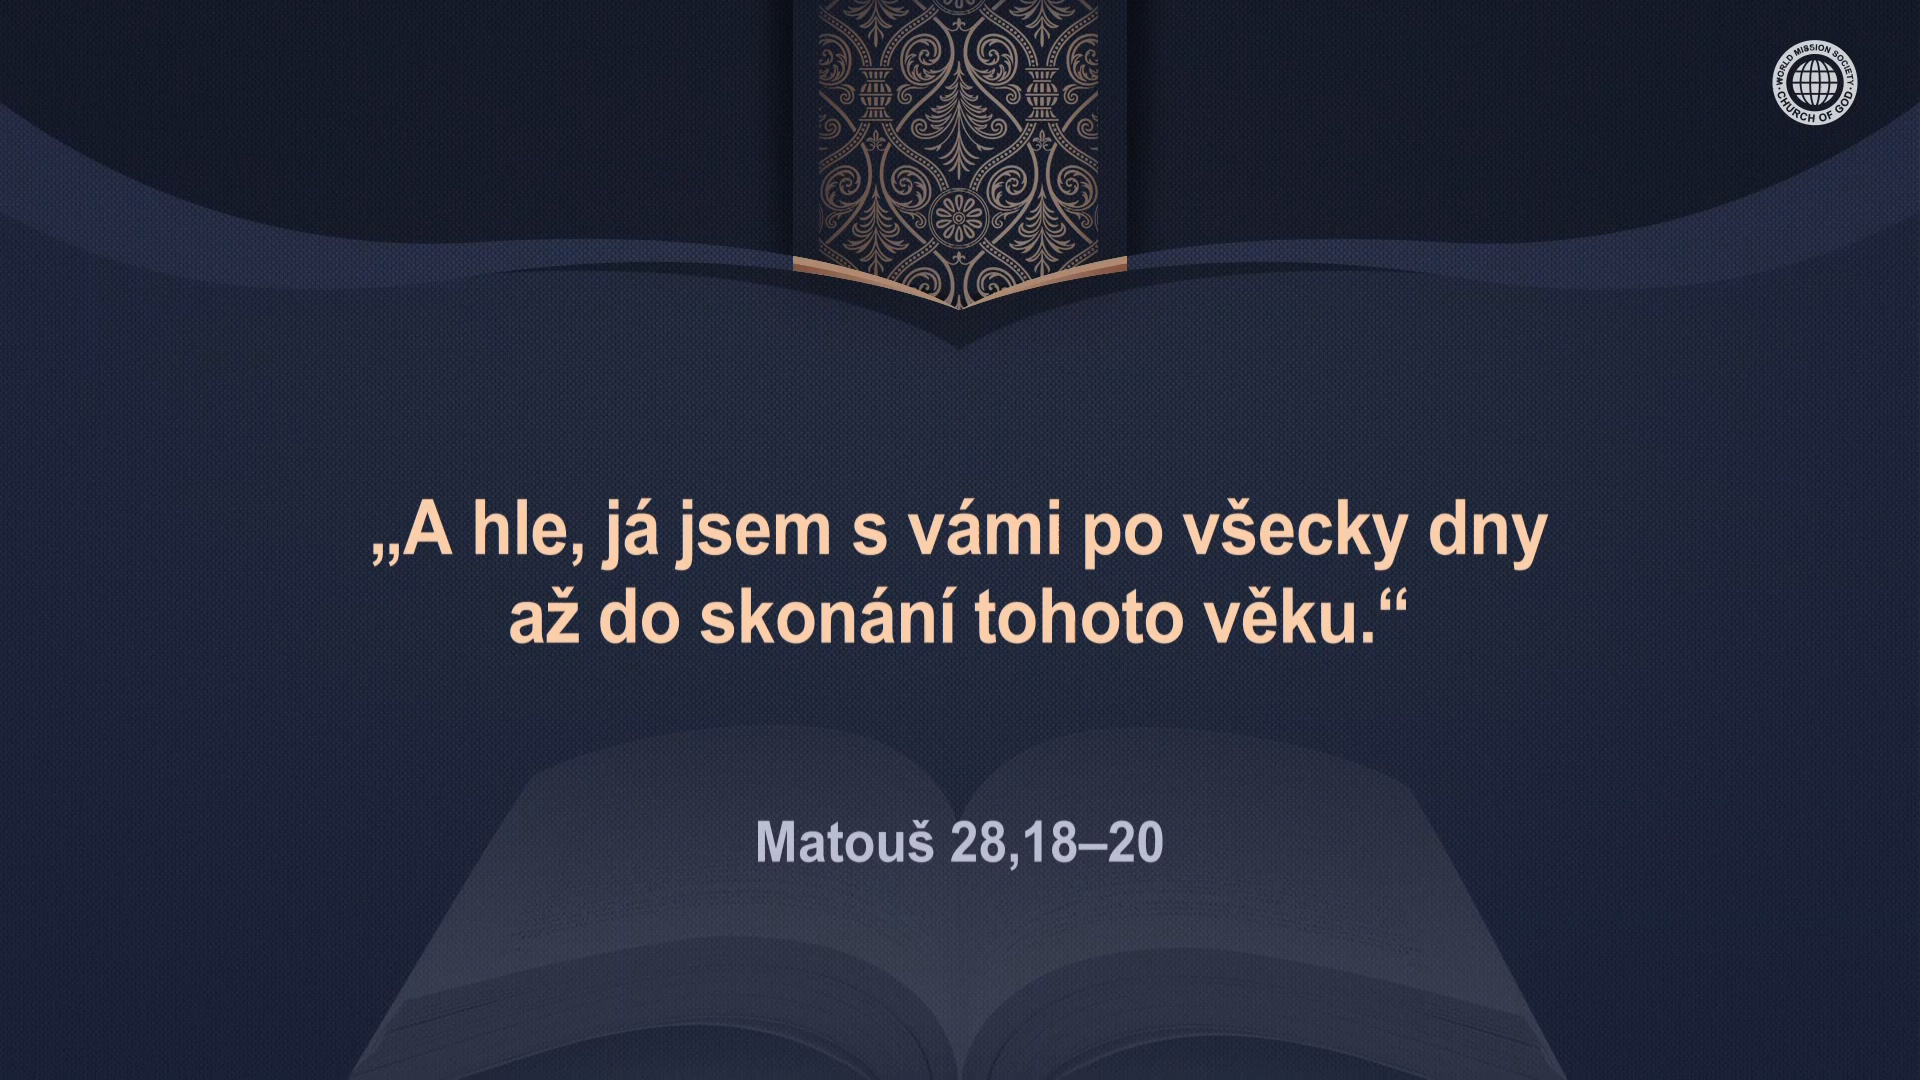 WORLD MISSION SOCIETY
CHURCH OF GOD
„A hle, já jsem s vámi po všecky dny
až do skonání tohoto věku.“
Matouš 28,18–20